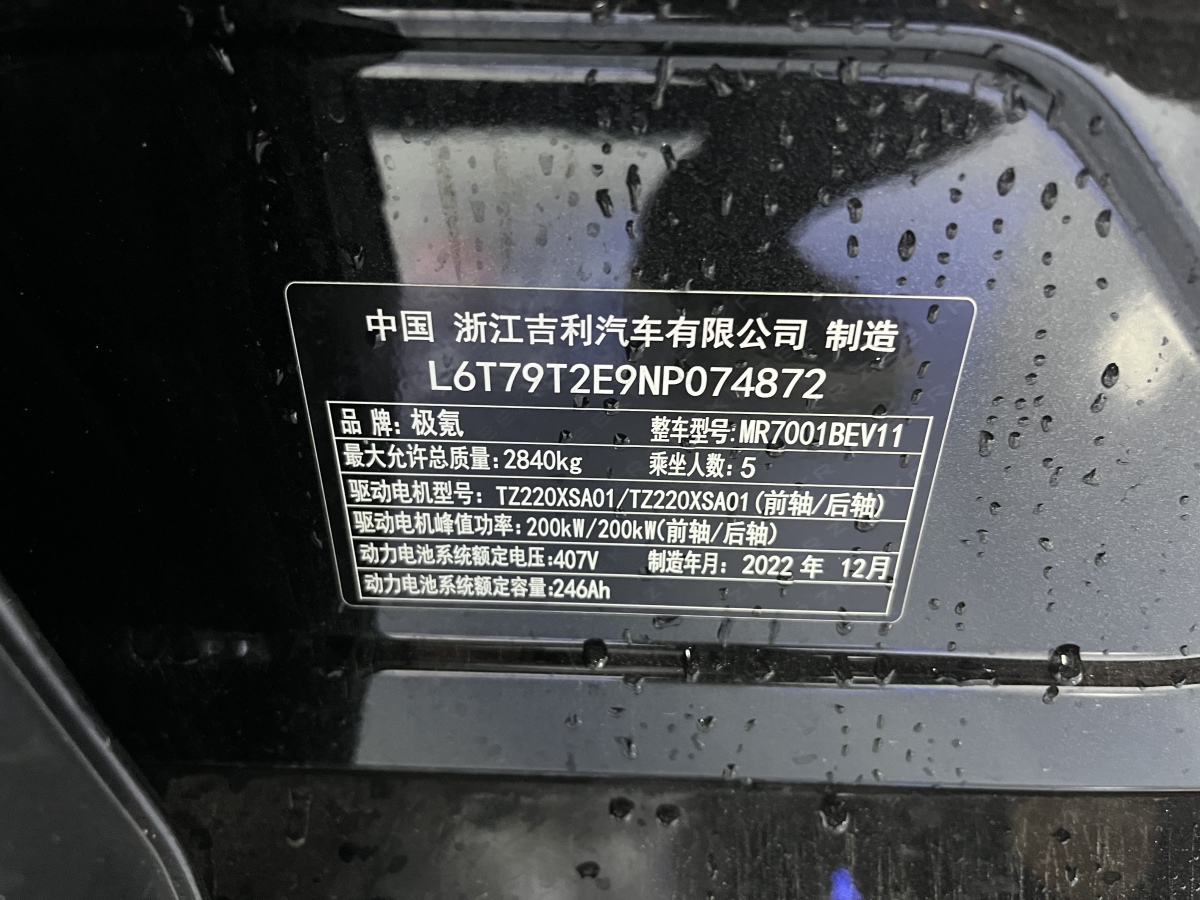 中国 浙江吉利汽车有限公司 制造
L6T79T2E9NP074872
品 牌: 极氪 整车型号:MR7001BEV11
最大允许总质量:2840kg 乘坐人数: 5
驱动电机型号: TZ220XSA01/TZ220XSA01(前轴/后轴)
驱动电机峰值功率:200kW/200kW(前轴/后轴)
动力电池系统额定电压:407V 制造年月: 2022 年 12月
动力电池系统额定容量:246Ah